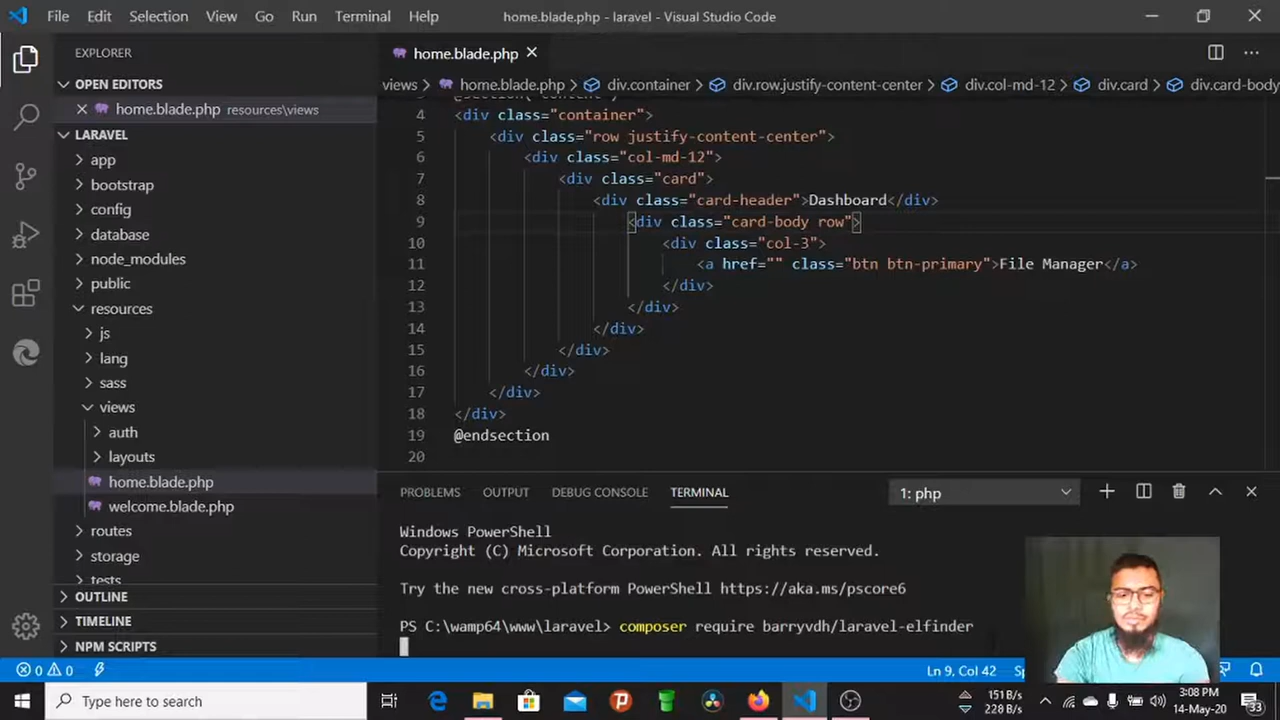 File Edit Selection View Go Run Terminal Help
home.blade.php - laravel - Visual Studio Code
EXPLORER
OPEN EDITORS
home.blade.php resources\views
LARAVEL
app
bootstrap
config
database
node_modules
public
resources
js
lang
sass
views
auth
layouts
home.blade.php
welcome.blade.php
routes
storage
tests
OUTLINE
TIMELINE
NPM SCRIPTS
home.blade.php
views home.blade.php div.container div.row.justify-content-center div.col-md-12 div.card div.card-body
4 <div class="container">
5 <div class="row justify-content-center">
6 <div class="col-md-12">
7 <div class="card">
8 <div class="card-header">Dashboard</div>
9 <div class="card-body row">
10 <div class="col-3">
11 <a href="" class="btn btn-primary">File Manager</a>
12 </div>
13 </div>
14 </div>
15 </div>
16 </div>
17 </div>
18 </div>
19 @endsection
20
PROBLEMS OUTPUT DEBUG CONSOLE TERMINAL
1: php
Windows PowerShell
Copyright (C) Microsoft Corporation. All rights reserved.
Try the new cross-platform PowerShell https://aka.ms/pscore6
PS C:\wamp64\www\laravel> composer require barryvdh/laravel-elfinder
0 0
Ln 9, Col 42
Type here to search
151 B/s
228 B/s
3:08 PM
14-May-20
33